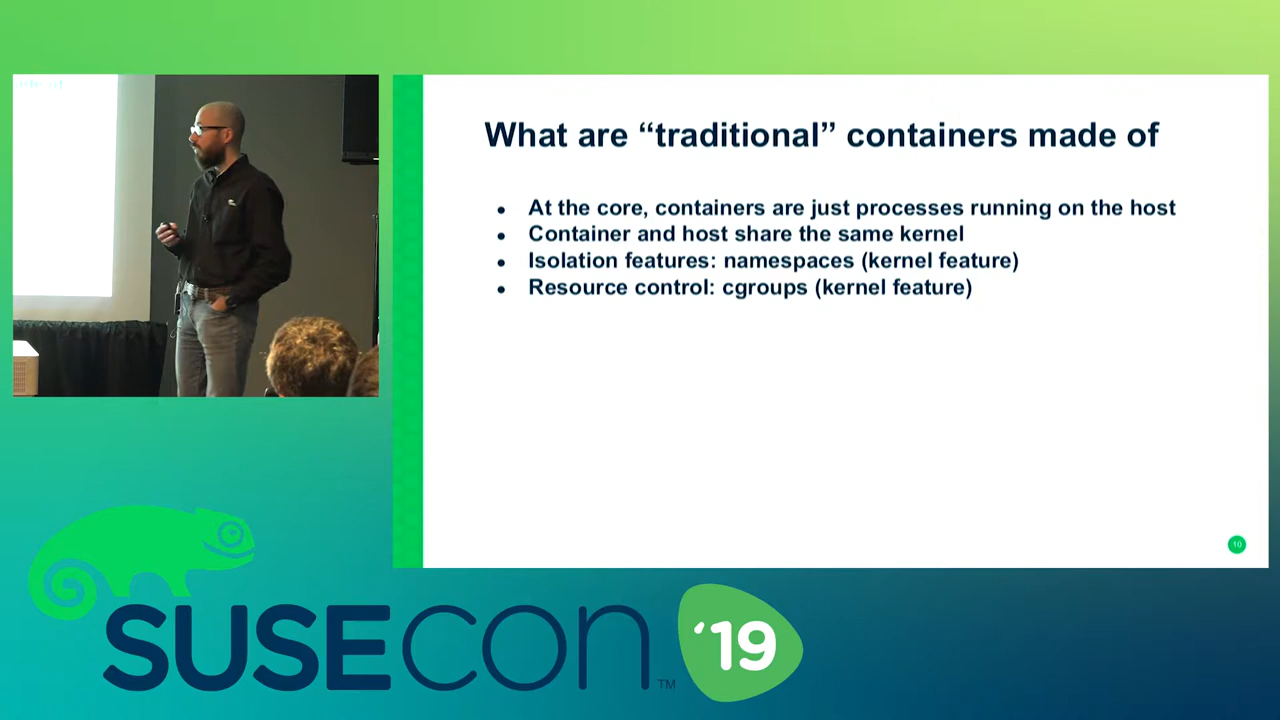 What are “traditional” containers made of
● At the core, containers are just processes running on the host
● Container and host share the same kernel
● Isolation features: namespaces (kernel feature)
● Resource control: cgroups (kernel feature)
10
SUSECON ™ ’19